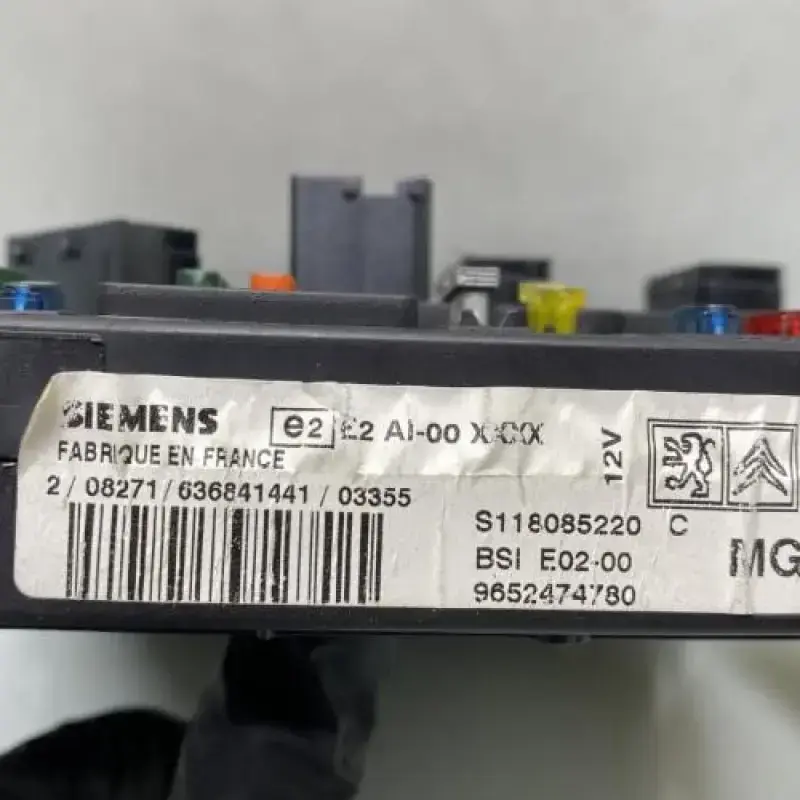 SIEMENS e2 E2 AI-00 XXXX
FABRIQUE EN FRANCE
12V
2/ 08271/636841441/ 03355
S118085220 C
BSI E02-00
9652474780
MG